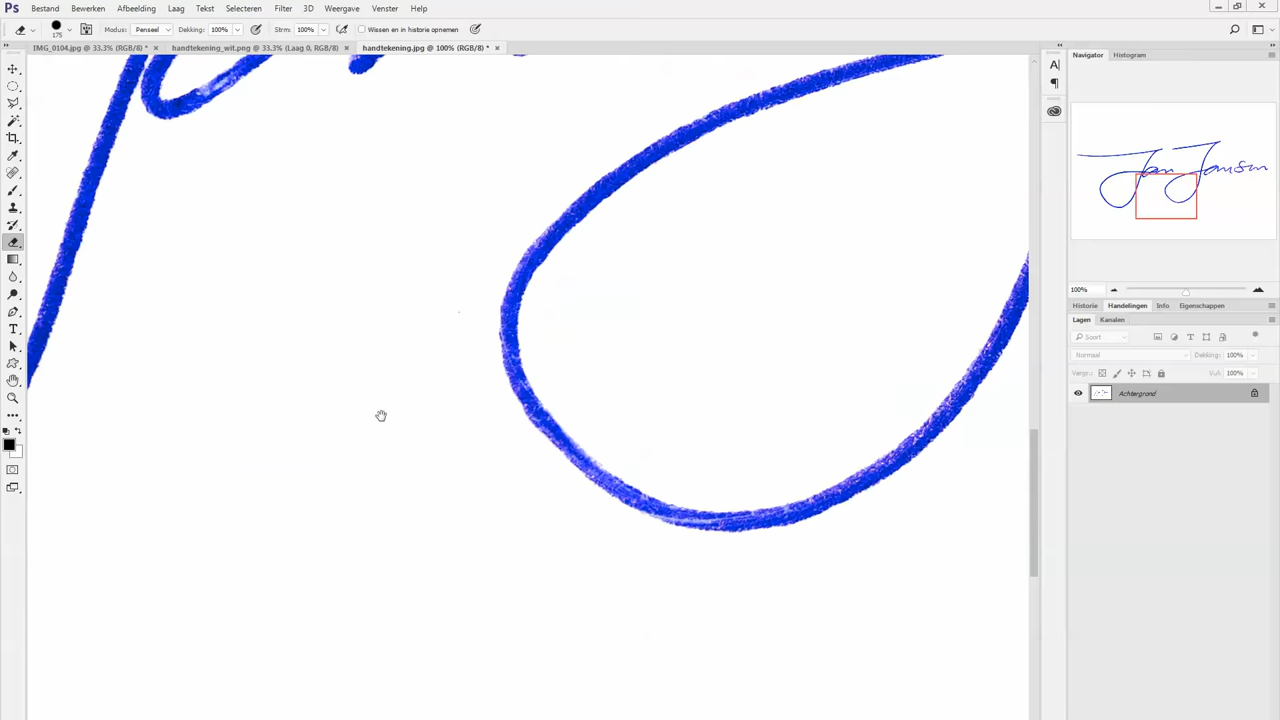 Ps Bestand Bewerken Afbeelding Laag Tekst Selecteren Filter 3D Weergave Venster Help
175 Modus: Penseel Dekking: 100% Strm: 100% Wissen en in historie opnemen
IMG_0104.jpg @ 33.3% (RGB/8) * × handtekening_wit.png @ 33.3% (Laag 0, RGB/8) × handtekening.jpg @ 100% (RGB/8) * ×
Navigator Histogram
Jan Jansen
100%
Historie Handelingen Info Eigenschappen
Lagen Kanalen
Soort
Normaal Dekking: 100%
Vergr.: Vul: 100%
Achtergrond